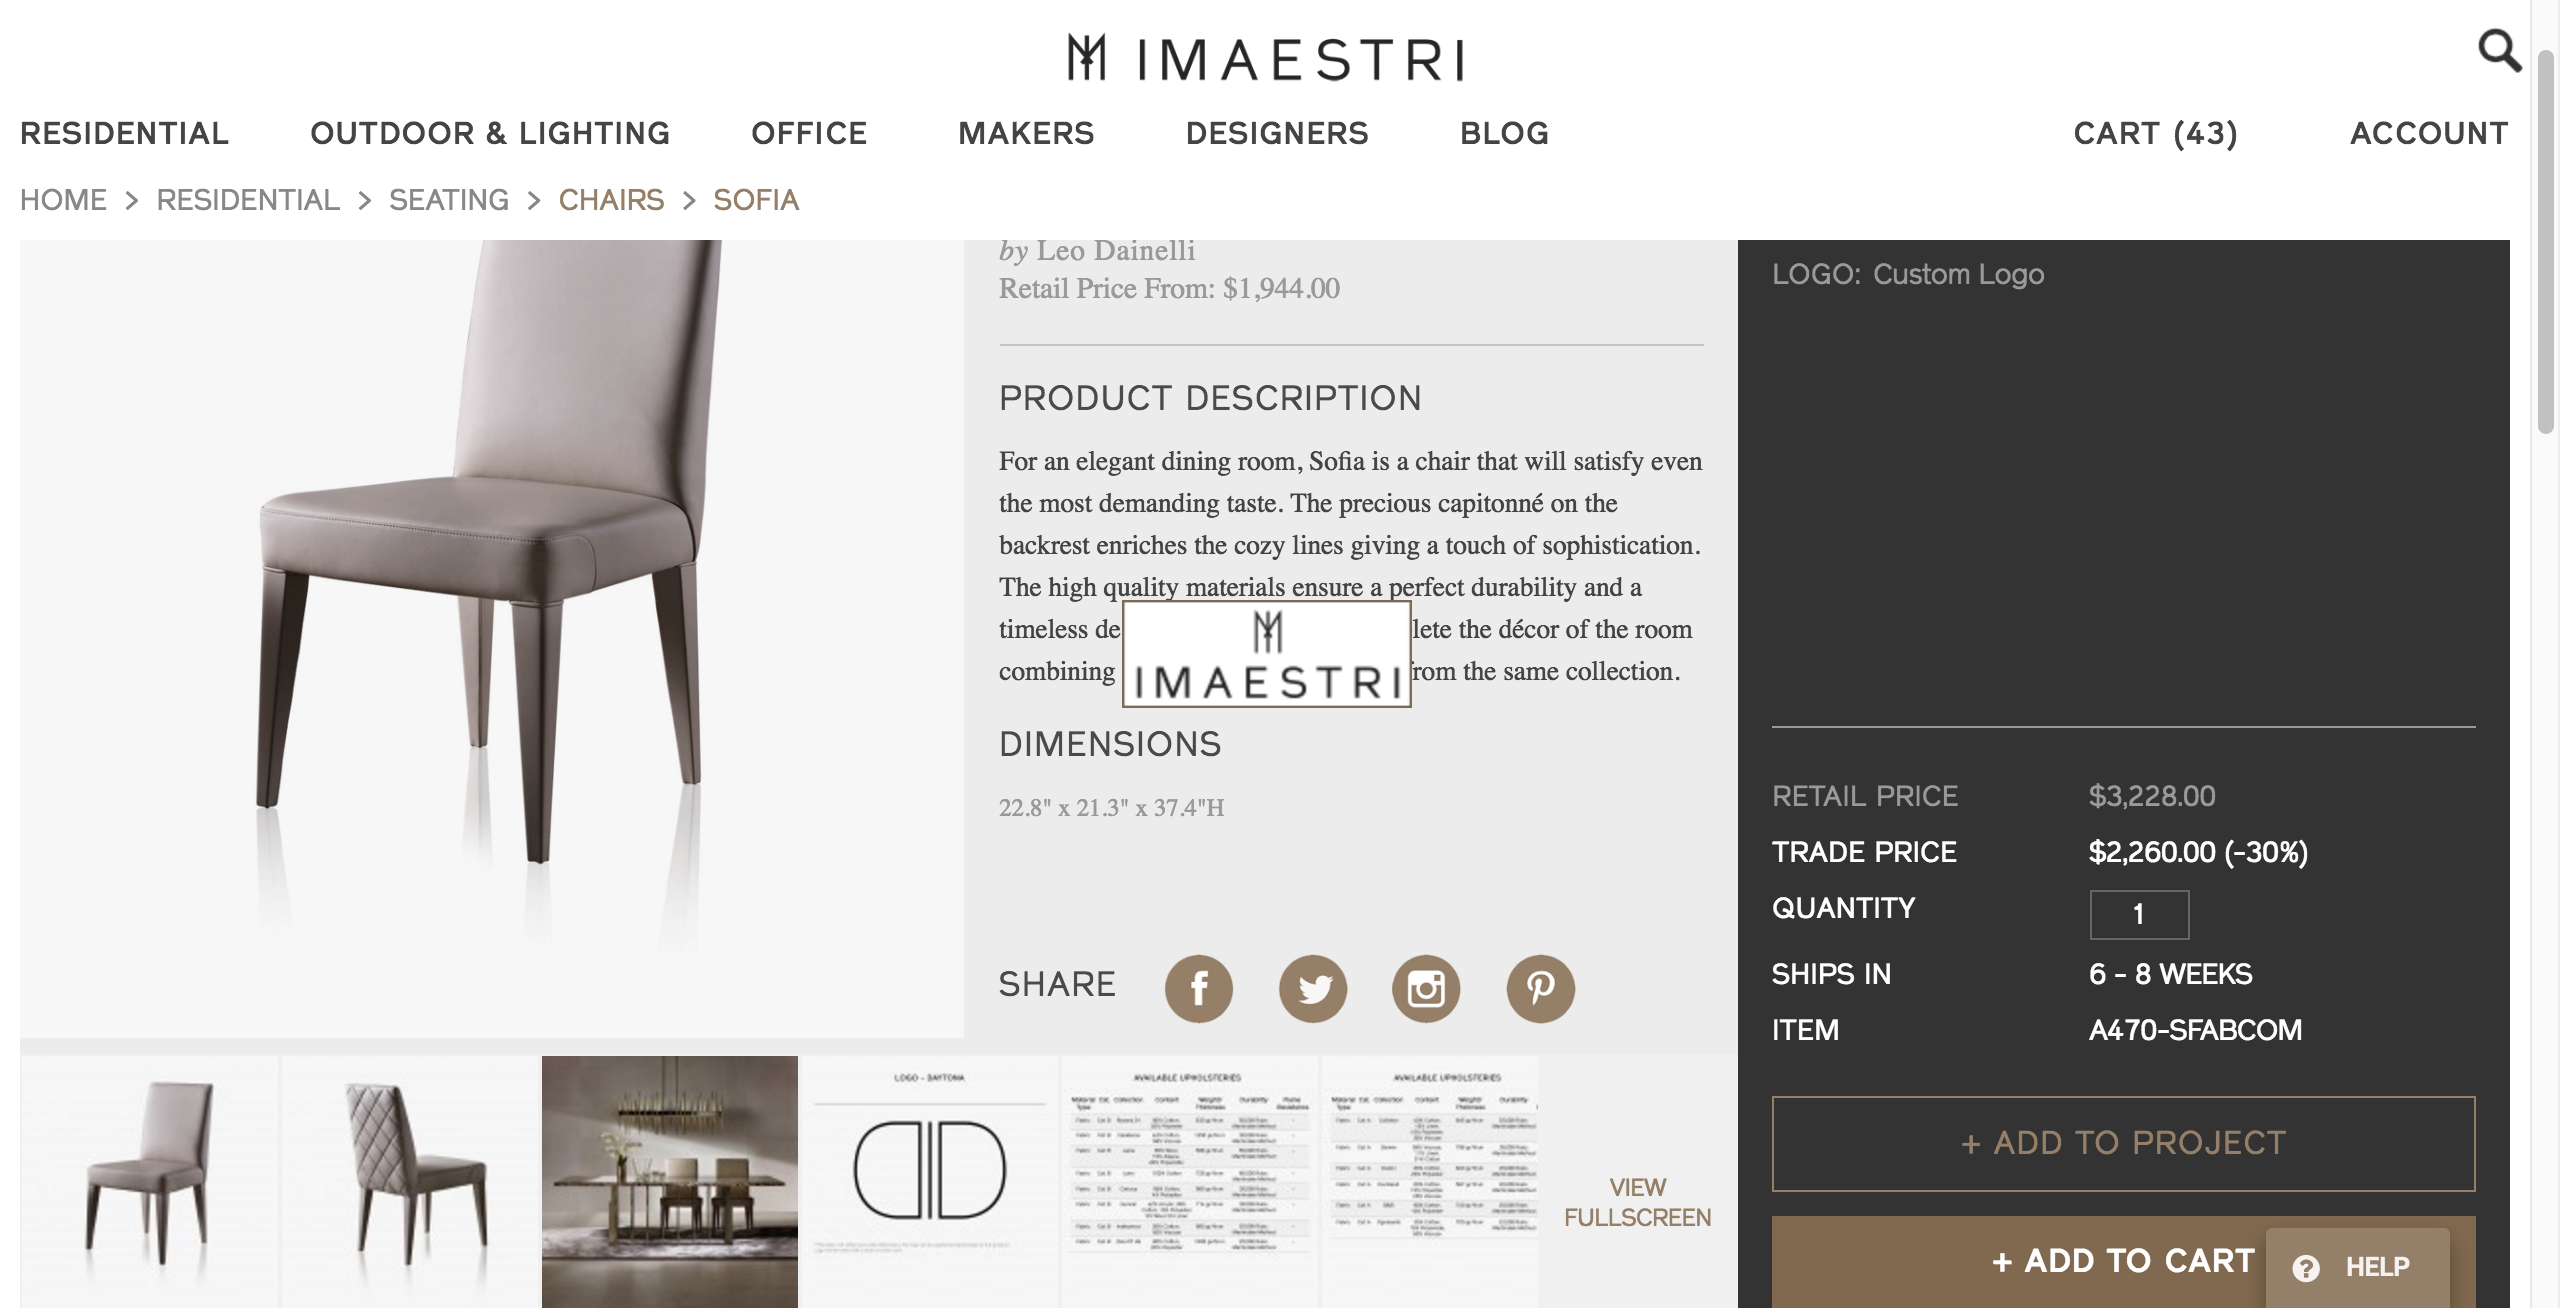 IMAESTRI
RESIDENTIAL OUTDOOR & LIGHTING OFFICE MAKERS DESIGNERS BLOG CART (43) ACCOUNT
HOME > RESIDENTIAL > SEATING > CHAIRS > SOFIA
by Leo Dainelli
Retail Price From: $1,944.00
PRODUCT DESCRIPTION
For an elegant dining room, Sofia is a chair that will satisfy even
the most demanding taste. The precious capitonné on the
backrest enriches the cozy lines giving a touch of sophistication.
The high quality materials ensure a perfect durability and a
timeless de lete the décor of the room
combining rom the same collection.
IMAESTRI
DIMENSIONS
22.8" x 21.3" x 37.4"H
SHARE
LOGO - DAYTONA
AVAILABLE UPHOLSTERIES
AVAILABLE UPHOLSTERIES
VIEW
FULLSCREEN
LOGO: Custom Logo
RETAIL PRICE $3,228.00
TRADE PRICE $2,260.00 (-30%)
QUANTITY 1
SHIPS IN 6 - 8 WEEKS
ITEM A470-SFABCOM
+ ADD TO PROJECT
+ ADD TO CART
? HELP